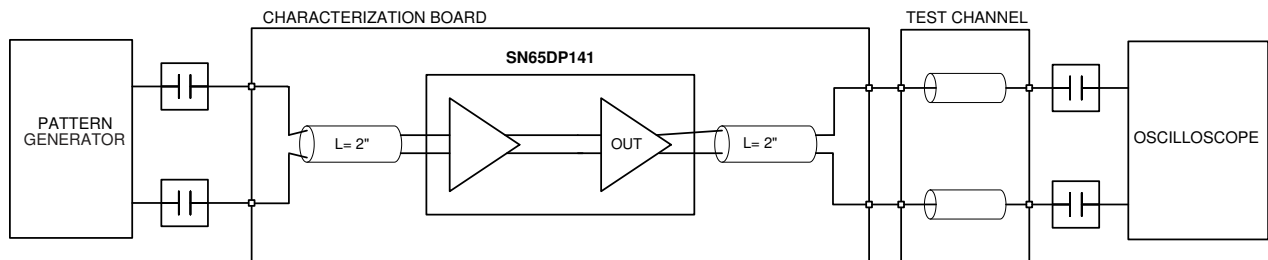 CHARACTERIZATION BOARD
TEST CHANNEL
SN65DP141
PATTERN
GENERATOR
L= 2"
OUT
L= 2"
OSCILLOSCOPE